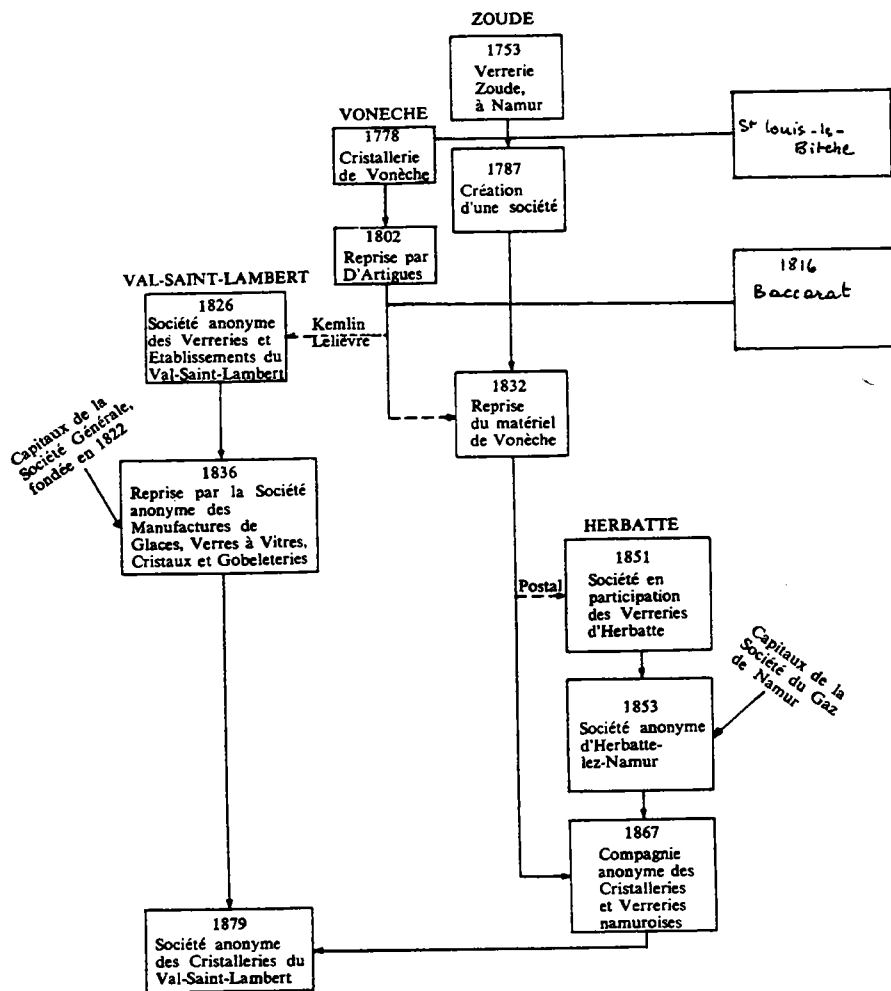 ZOUDE
1753
Verrerie
Zoude,
à Namur
VONECHE
1778
Cristallerie
de Vonèche
St Louis-le-
Bitche
1787
Création
d'une société
1802
Reprise par
D'Artigues
VAL-SAINT-LAMBERT
1826
Société anonyme
des Verreries et
Etablissements du
Val-Saint-Lambert
Kemlin
Lelièvre
1816
Baccarat
1832
Reprise
du matériel
de Vonèche
Capitaux de la
Société Générale,
fondée en 1822
1836
Reprise par la Société
anonyme des
Manufactures de
Glaces, Verres à Vitres,
Cristaux et Gobeleteries
HERBATTE
1851
Société en
participation
des Verreries
d'Herbatte
Postal
Capitaux de la
Société du Gaz
de Namur
1853
Société anonyme
d'Herbatte-
lez-Namur
1867
Compagnie
anonyme des
Cristalleries
et Verreries
namuroises
1879
Société anonyme
des Cristalleries du
Val-Saint-Lambert